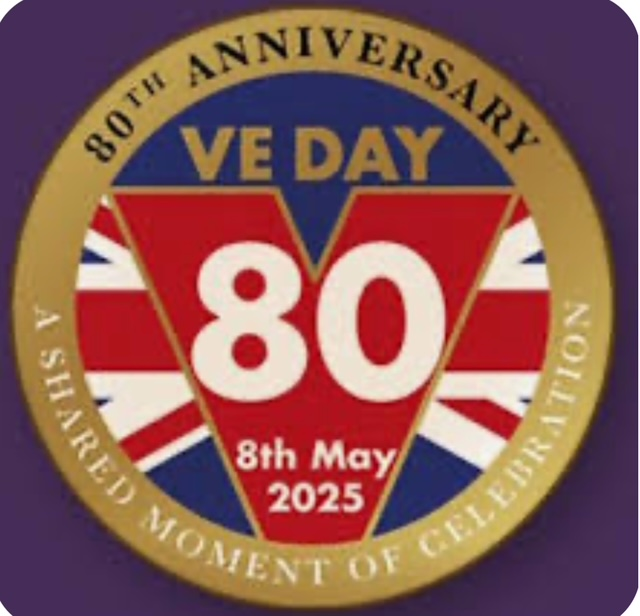 80TH ANNIVERSARY
VE DAY
80
8th May
2025
A SHARED MOMENT OF CELEBRATION